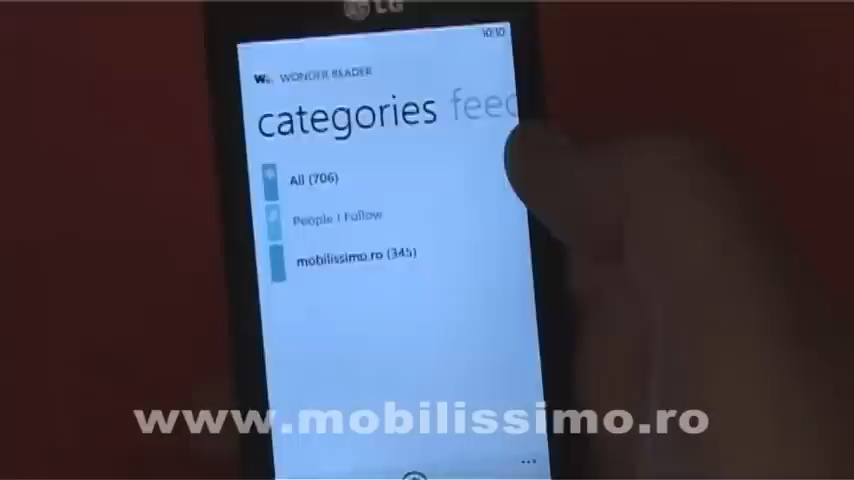 LG
10:10
W. WONDER READER
categories feed
All (706)
People I Follow
mobilissimo.ro (345)
www.mobilissimo.ro
...